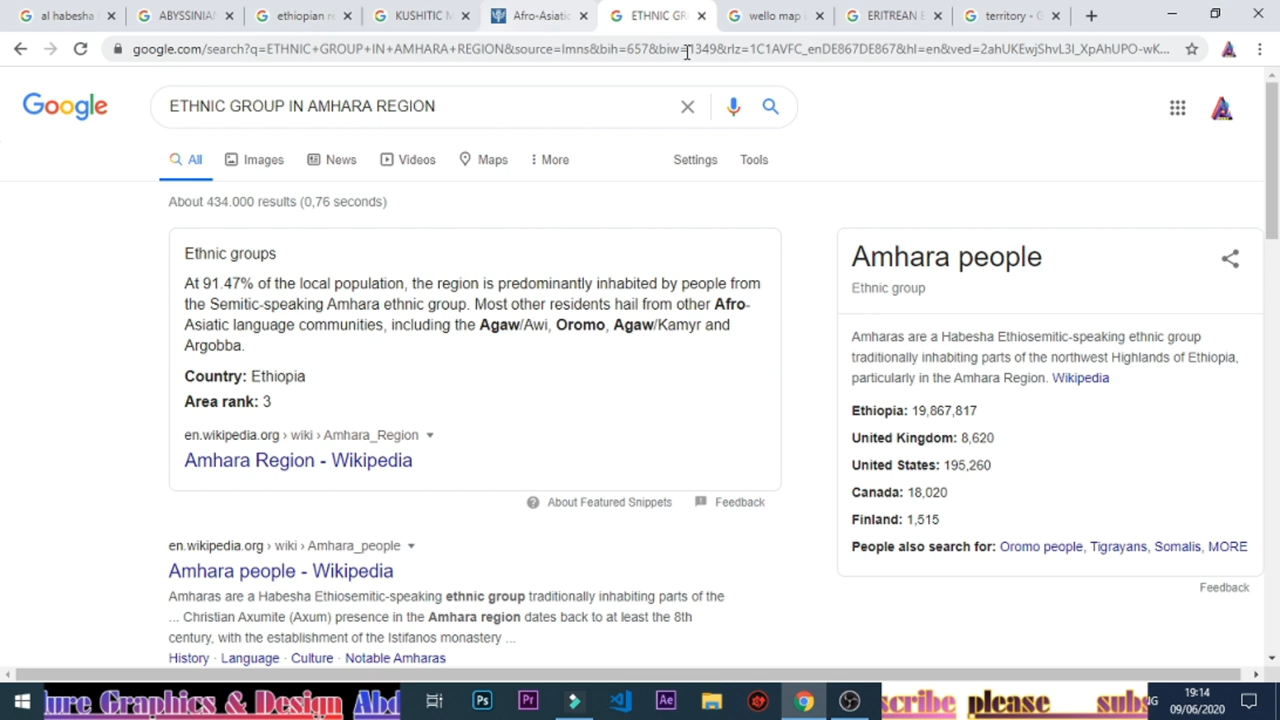 al habesha
ABYSSINIA
ethiopian n
KUSHITIC M
Afro-Asiatic
ETHNIC GR
wello map i
ERITREAN E
territory - G
google.com/search?q=ETHNIC+GROUP+IN+AMHARA+REGION&source=lmns&bih=657&biw=1349&rlz=1C1AVFC_enDE867DE867&hl=en&ved=2ahUKEwjShvL3l_XpAhUPO-wK...
Google
ETHNIC GROUP IN AMHARA REGION
All
Images
News
Videos
Maps
More
Settings
Tools
About 434.000 results (0,76 seconds)
Ethnic groups
At 91.47% of the local population, the region is predominantly inhabited by people from
the Semitic-speaking Amhara ethnic group. Most other residents hail from other Afro-
Asiatic language communities, including the Agaw/Awi, Oromo, Agaw/Kamyr and
Argobba.
Country: Ethiopia
Area rank: 3
en.wikipedia.org › wiki › Amhara_Region
Amhara Region - Wikipedia
About Featured Snippets
Feedback
en.wikipedia.org › wiki › Amhara_people
Amhara people - Wikipedia
Amharas are a Habesha Ethiosemitic-speaking ethnic group traditionally inhabiting parts of the
... Christian Axumite (Axum) presence in the Amhara region dates back to at least the 8th
century, with the establishment of the Istifanos monastery ...
History · Language · Culture · Notable Amharas
Amhara people
Ethnic group
Amharas are a Habesha Ethiosemitic-speaking ethnic group
traditionally inhabiting parts of the northwest Highlands of Ethiopia,
particularly in the Amhara Region. Wikipedia
Ethiopia: 19,867,817
United Kingdom: 8,620
United States: 195,260
Canada: 18,020
Finland: 1,515
People also search for: Oromo people, Tigrayans, Somalis, MORE
Feedback
ure Graphics & Design Abd
Ps
Pr
Ae
scribe please subs
NG
19:14
09/06/2020